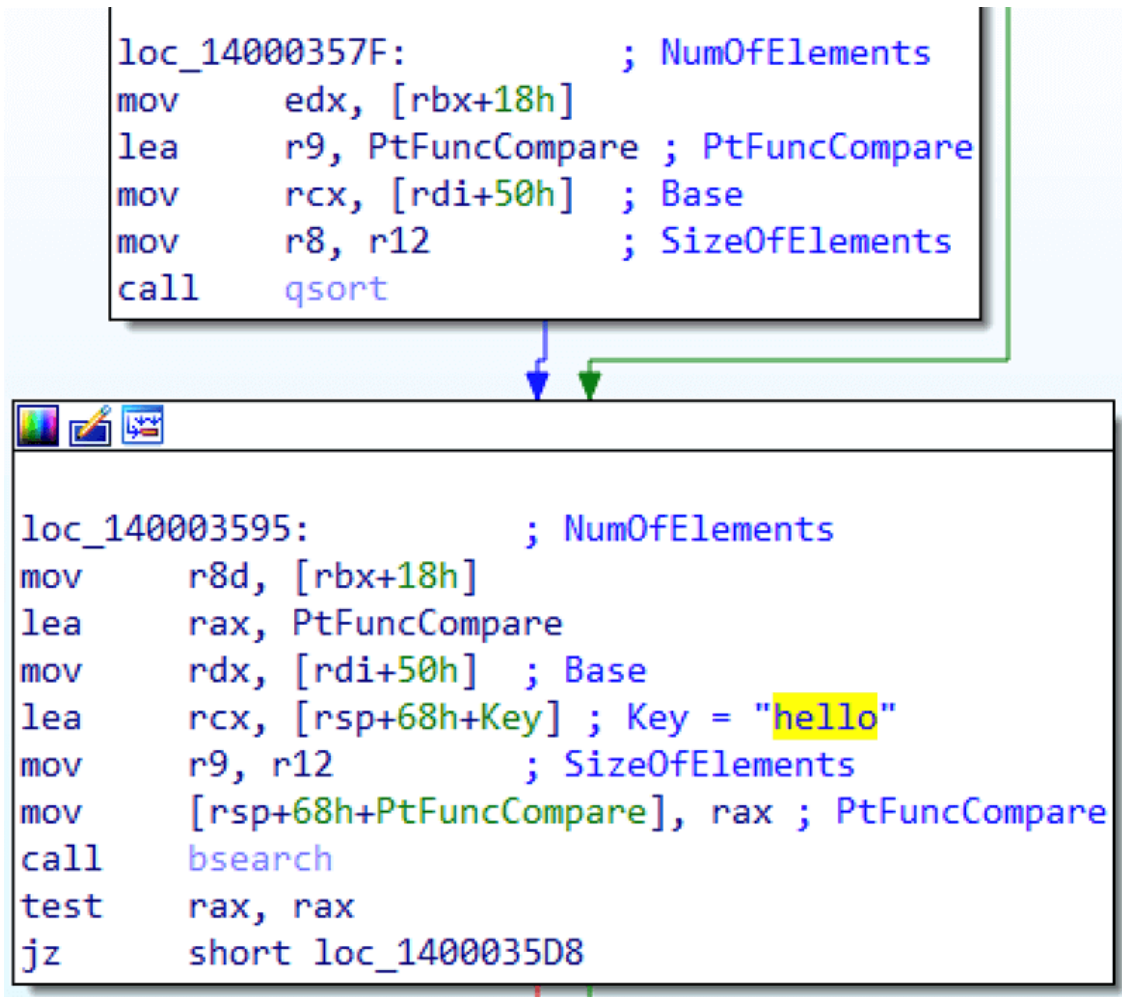 loc_14000357F: ; NumOfElements
mov edx, [rbx+18h]
lea r9, PtFuncCompare ; PtFuncCompare
mov rcx, [rdi+50h] ; Base
mov r8, r12 ; SizeOfElements
call qsort
loc_140003595: ; NumOfElements
mov r8d, [rbx+18h]
lea rax, PtFuncCompare
mov rdx, [rdi+50h] ; Base
lea rcx, [rsp+68h+Key] ; Key = "hello"
mov r9, r12 ; SizeOfElements
mov [rsp+68h+PtFuncCompare], rax ; PtFuncCompare
call bsearch
test rax, rax
jz short loc_1400035D8